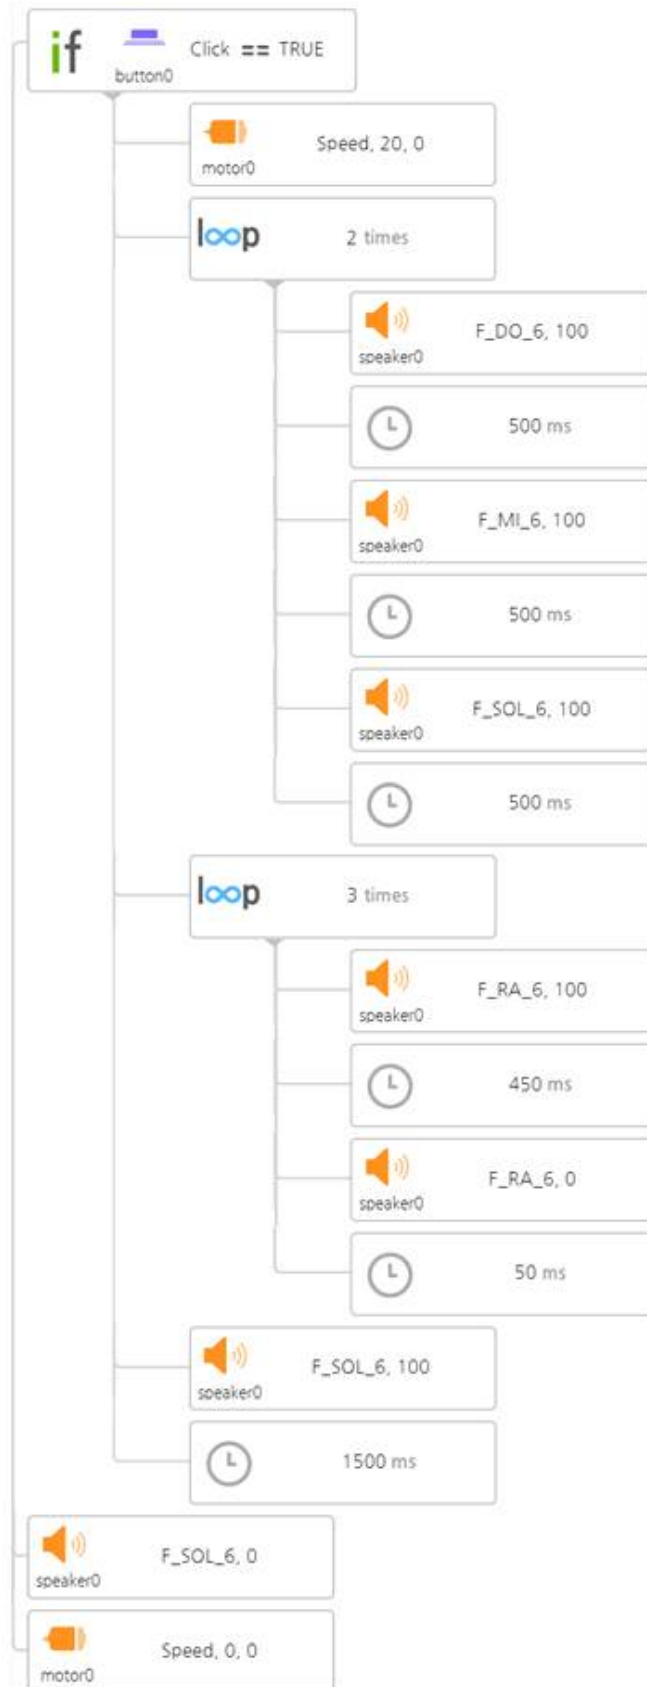 if Click == TRUE
button0
Speed, 20, 0
motor0
loop 2 times
F_DO_6, 100
speaker0
500 ms
F_MI_6, 100
speaker0
500 ms
F_SOL_6, 100
speaker0
500 ms
loop 3 times
F_RA_6, 100
speaker0
450 ms
F_RA_6, 0
speaker0
50 ms
F_SOL_6, 100
speaker0
1500 ms
F_SOL_6, 0
speaker0
Speed, 0, 0
motor0